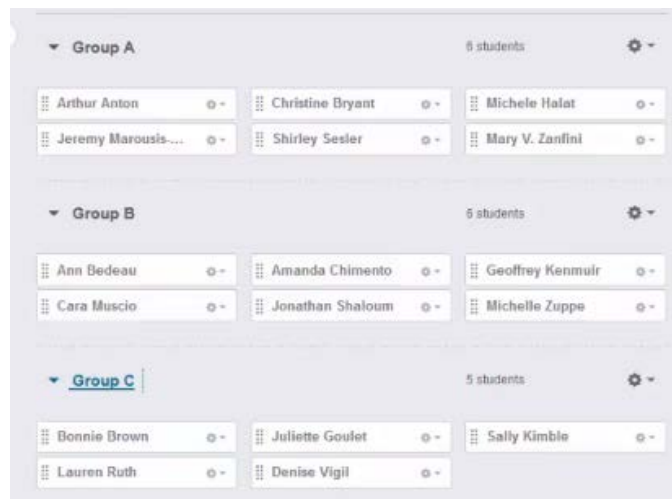 Group A 6 students
Arthur Anton Christine Bryant Michele Halat
Jeremy Marousis-... Shirley Sesler Mary V. Zanfini
Group B 6 students
Ann Bedeau Amanda Chimento Geoffrey Kenmuir
Cara Muscio Jonathan Shaloum Michelle Zuppe
Group C 5 students
Bonnie Brown Juliette Goulet Sally Kimble
Lauren Ruth Denise Vigil